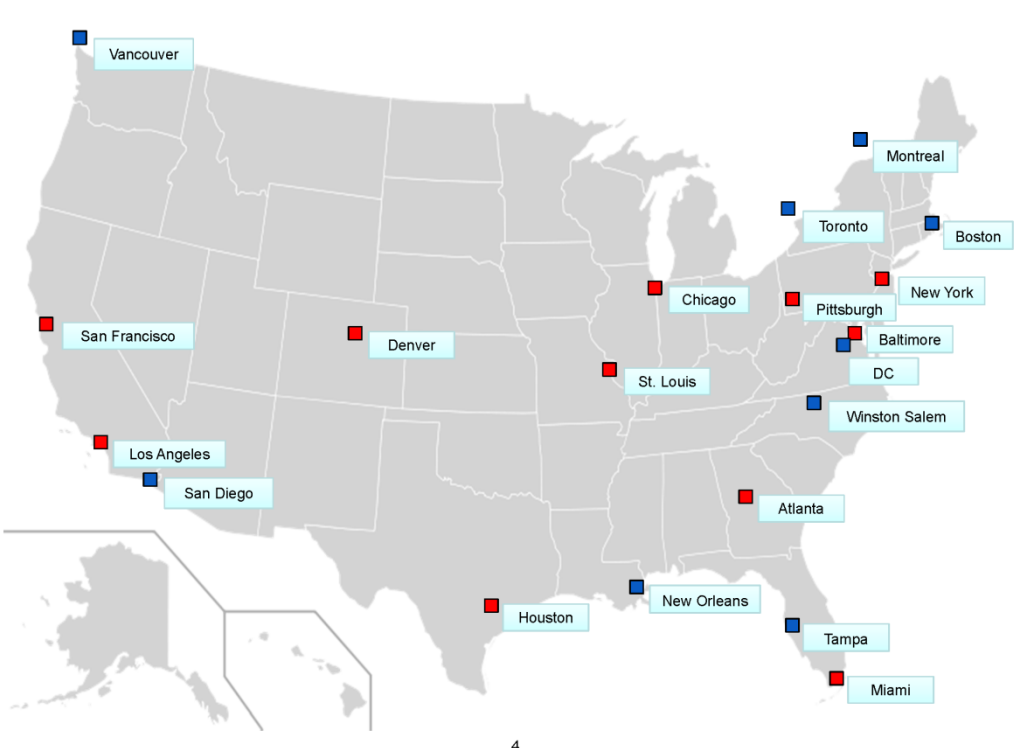 Vancouver
Montreal
Toronto
Boston
New York
Chicago
Pittsburgh
San Francisco
Denver
Baltimore
DC
St. Louis
Winston Salem
Los Angeles
San Diego
Atlanta
New Orleans
Houston
Tampa
Miami
4